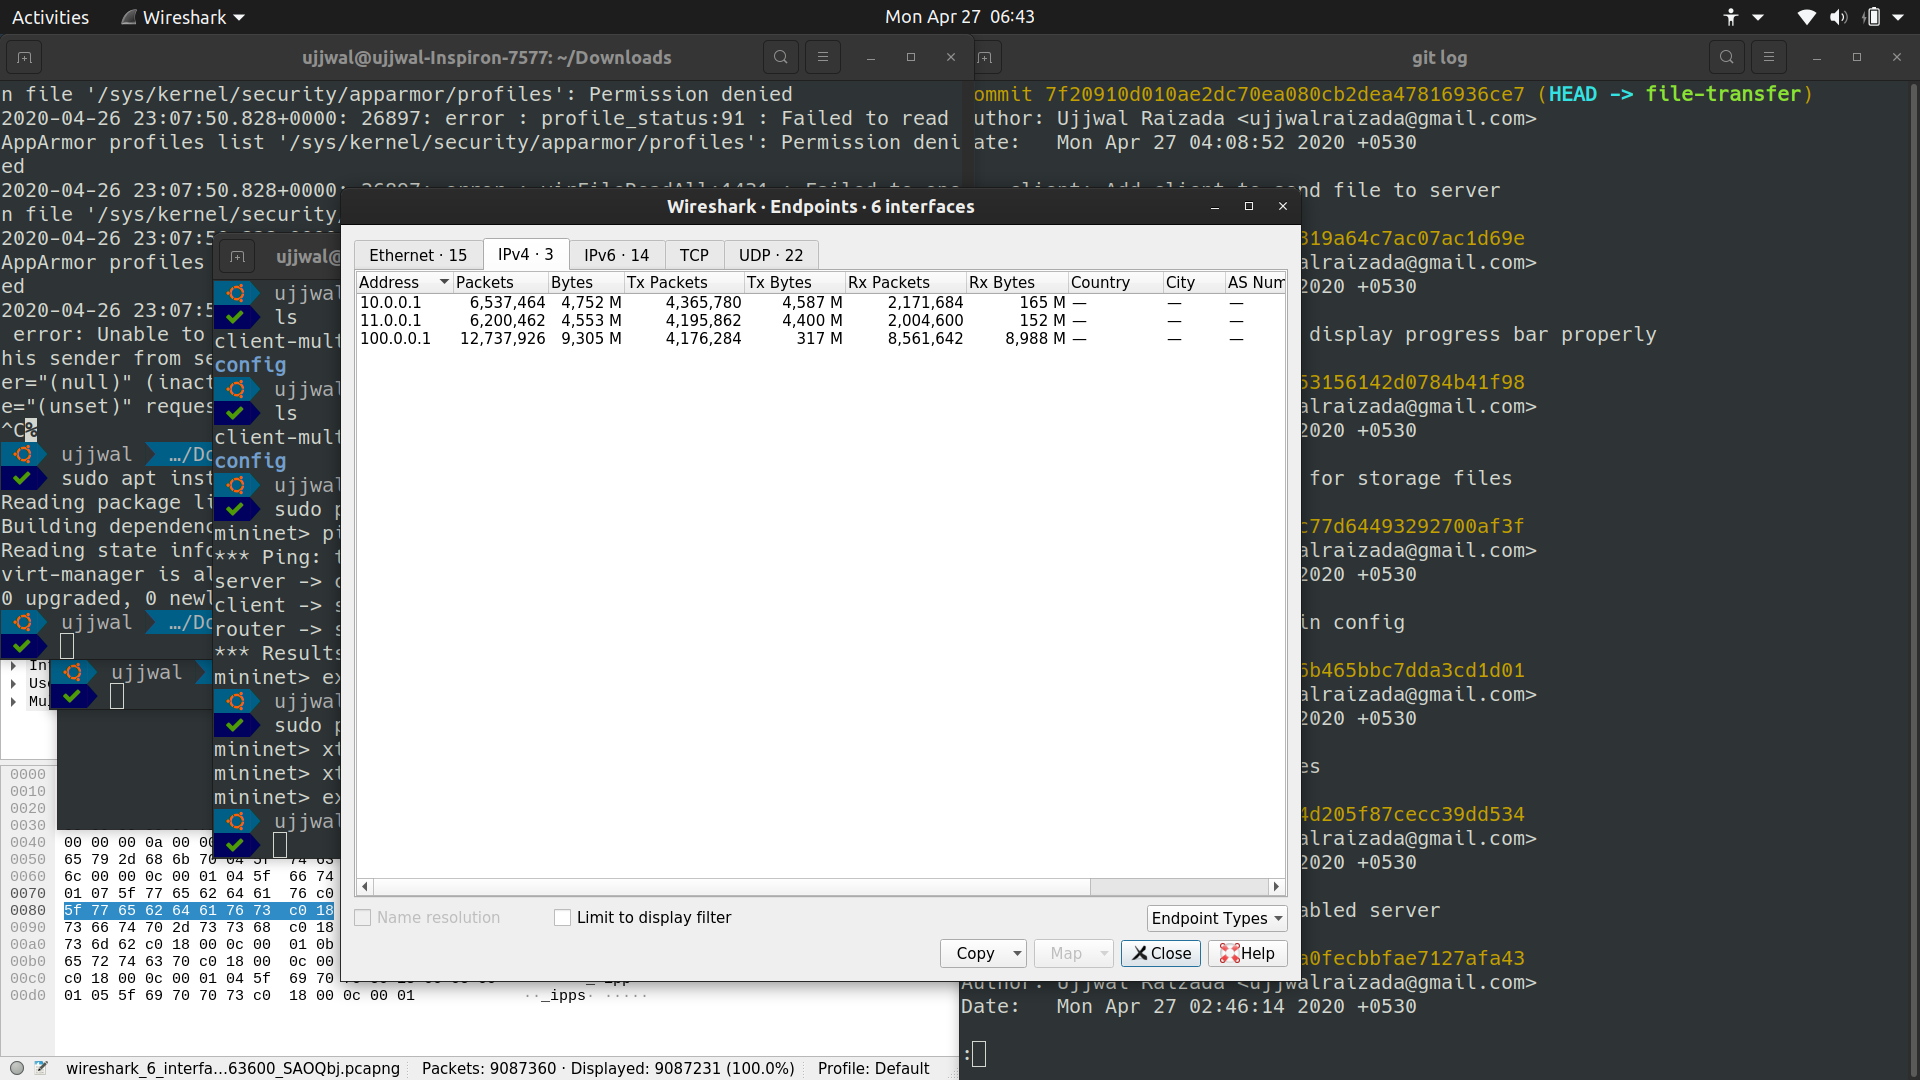 Activities
Wireshark
Mon Apr 27 06:43
ujjwal@ujjwal-Inspiron-7577: ~/Downloads
n file '/sys/kernel/security/apparmor/profiles': Permission denied
2020-04-26 23:07:50.828+0000: 26897: error : profile_status:91 : Failed to read
AppArmor profiles list '/sys/kernel/security/apparmor/profiles': Permission deni
ed
2020-04-26 23:07:50.828+0000: 26897: error : virFileReadAll:1431 : Failed to
n file '/sys/kernel/security
2020-04-26 23:07:50.828+0000:
AppArmor profiles
ed
2020-04-26 23:07:5
error: Unable to
his sender from se
er="(null)" (inact
e="(unset)" reque
^C%
ujjwal …/Do
sudo apt inst
Reading package li
Building dependenc
Reading state info
virt-manager is al
0 upgraded, 0 newl
ujjwal …/Do
git log
ommit 7f20910d010ae2dc70ea080cb2dea47816936ce7 (HEAD -> file-transfer)
uthor: Ujjwal Raizada <ujjwalraizada@gmail.com>
ate: Mon Apr 27 04:08:52 2020 +0530
client: Add client to send file to server
319a64c7ac07ac1d69e
alraizada@gmail.com>
2020 +0530
display progress bar properly
53156142d0784b41f98
alraizada@gmail.com>
2020 +0530
for storage files
c77d64493292700af3f
alraizada@gmail.com>
2020 +0530
in config
6b465bbc7dda3cd1d01
alraizada@gmail.com>
2020 +0530
es
4d205f87cecc39dd534
alraizada@gmail.com>
2020 +0530
abled server
a0fecbbfae7127afa43
Author: Ujjwal Raizada <ujjwalraizada@gmail.com>
Date: Mon Apr 27 02:46:14 2020 +0530
:
ujjwal@
ujjwal
ls
client-mult
config
ujjwal
ls
client-mult
config
ujjwal
sudo p
mininet> pi
*** Ping: t
server -> c
client -> s
router -> s
*** Results
mininet> ex
ujjwal
sudo p
mininet> xt
mininet> xt
mininet> ex
ujjwal
ujjwal
Wireshark · Endpoints · 6 interfaces
Ethernet · 15 IPv4 · 3 IPv6 · 14 TCP UDP · 22
Address Packets Bytes Tx Packets Tx Bytes Rx Packets Rx Bytes Country City AS Num
10.0.0.1 6,537,464 4,752 M 4,365,780 4,587 M 2,171,684 165 M — — —
11.0.0.1 6,200,462 4,553 M 4,195,862 4,400 M 2,004,600 152 M — — —
100.0.0.1 12,737,926 9,305 M 4,176,284 317 M 8,561,642 8,988 M — — —
Name resolution
Limit to display filter
Endpoint Types
Copy
Map
Close
Help
Int
Use
Mu
0000
0010
0020
0030
0040 00 00 00 0a 00 00
0050 65 79 2d 68 6b 70 04 5f 74 63
0060 6c 00 00 0c 00 01 04 5f 66 74
0070 01 07 5f 77 65 62 64 61 76 c0
0080 5f 77 65 62 64 61 76 73 c0 18
0090 73 66 74 70 2d 73 73 68 c0 18
00a0 73 6d 62 c0 18 00 0c 00 01 0b
00b0 65 72 74 63 70 c0 18 00 0c 00
00c0 c0 18 00 0c 00 01 04 5f 69 70
00d0 01 05 5f 69 70 70 73 c0 18 00 0c 00 01 ··_ipps· ·····
wireshark_6_interfa...63600_SAOQbj.pcapng
Packets: 9087360 · Displayed: 9087231 (100.0%)
Profile: Default